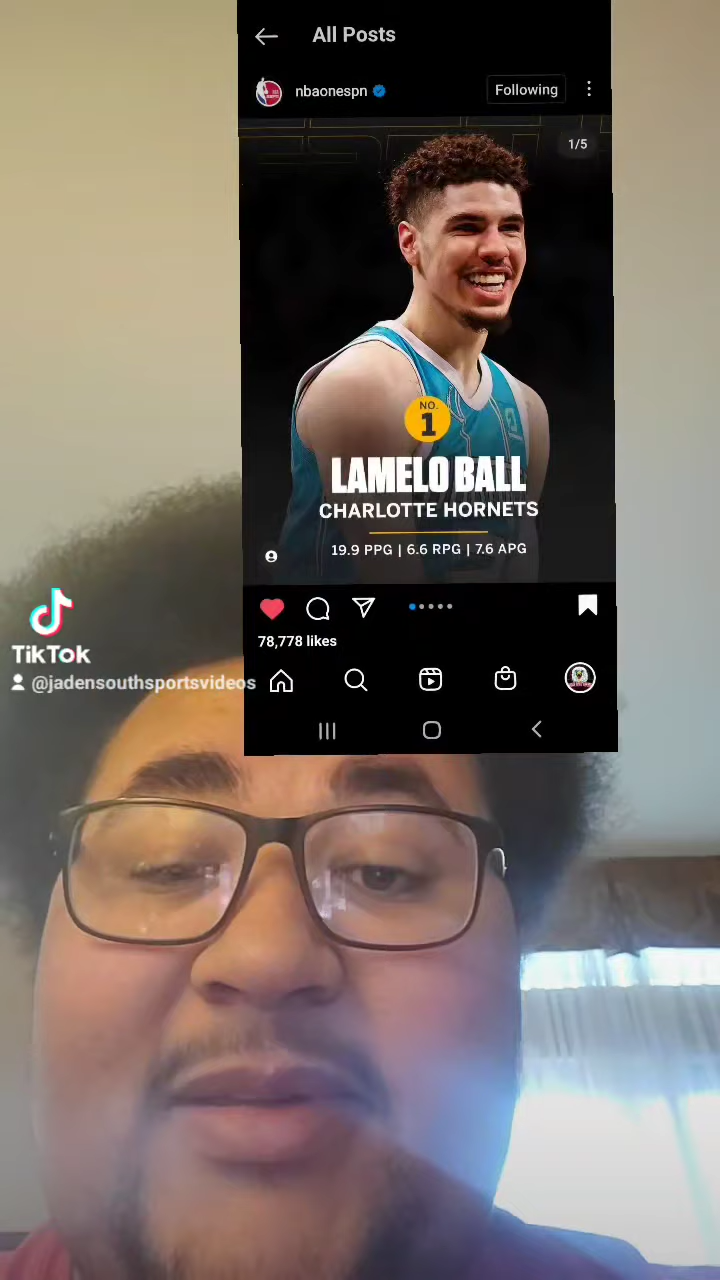 All Posts
nbaonespn
Following
1/5
NO.
1
LAMELO BALL
CHARLOTTE HORNETS
19.9 PPG | 6.6 RPG | 7.6 APG
78,778 likes
TikTok
@jadensouthsportsvideos